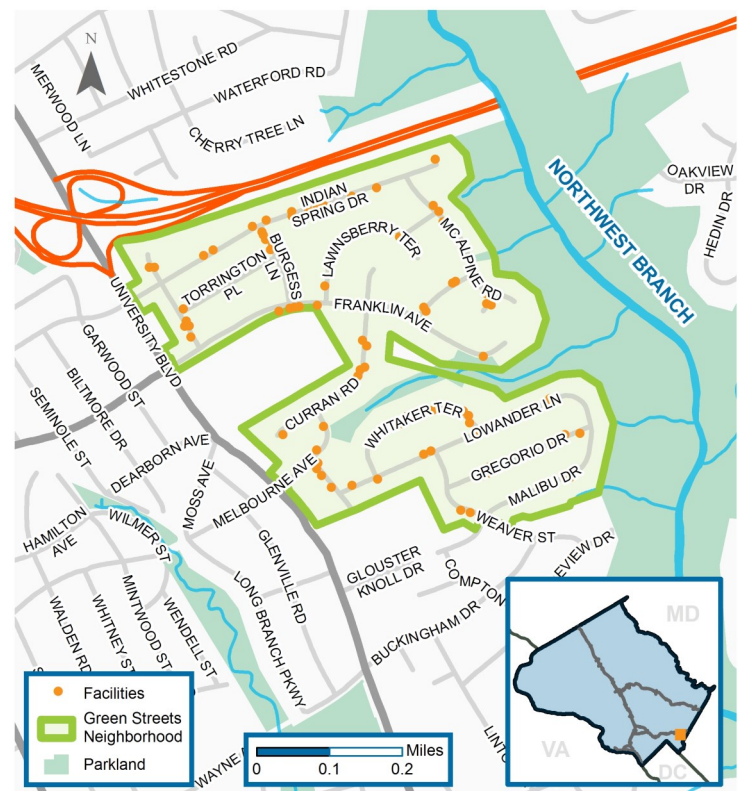 N
MERWOOD LN
WHITESTONE RD
WATERFORD RD
CHERRY TREE LN
OAKVIEW
DR
HEDIN DR
NORTHWEST BRANCH
INDIAN
SPRING DR
LAWNSBERRY TER
MC ALPINE RD
BURGESS
LN
TORRINGTON
PL
FRANKLIN AVE
UNIVERSITY BLVD
GARWOOD ST
BILTMORE DR
SEMINOLE ST
DEARBORN AVE
MOSS AVE
CURRAN RD
WHITAKER TER
LOWANDER LN
GREGORIO DR
MALIBU DR
MELBOURNE AVE
WEAVER ST
HAMILTON
AVE
WILMER ST
GLENVILLE RD
GLOUSTER
KNOLL DR
COMPTON
EVIEW DR
LONG BRANCH PKWY
BUCKINGHAM DR
WALDEN RD
WHITNEY ST
MINTWOOD ST
WENDELL ST
WAYNE
LINTO
Facilities
Green Streets
Neighborhood
Parkland
Miles
0
0.1
0.2
MD
VA
DC